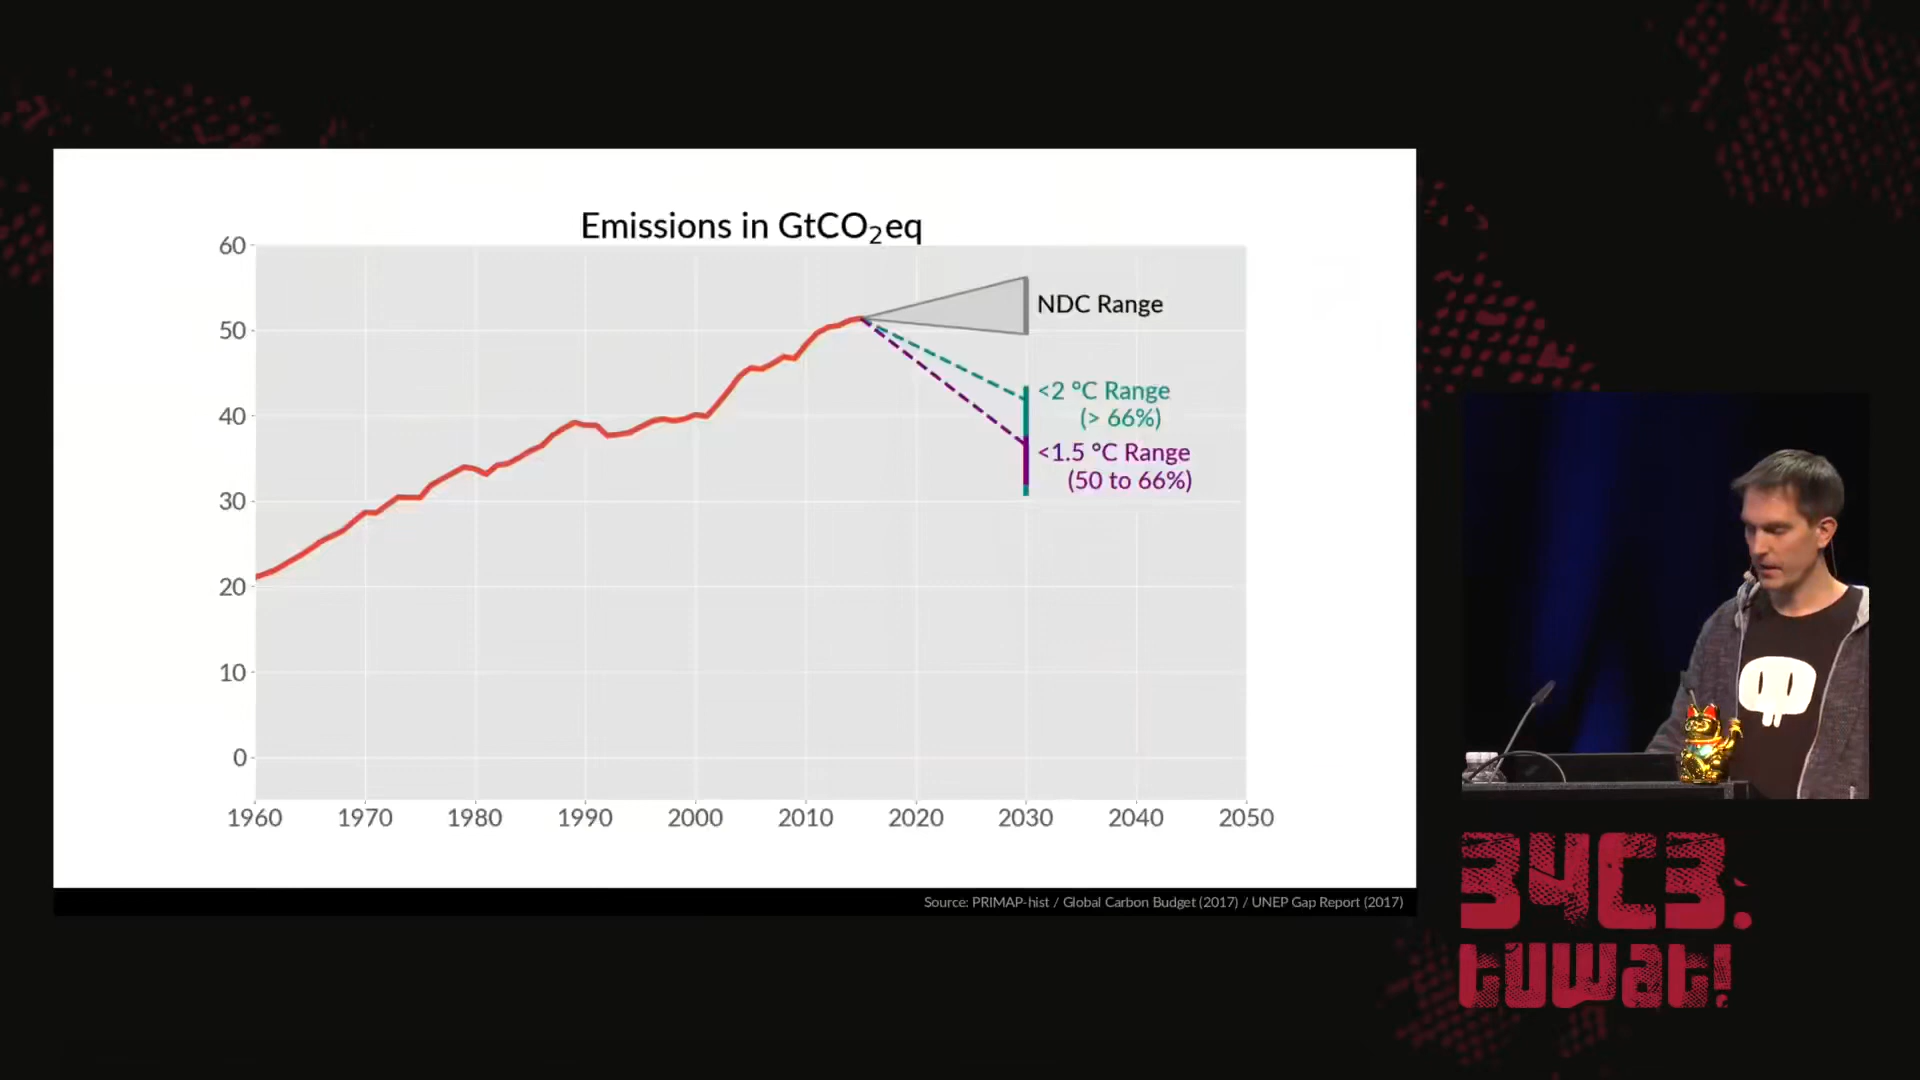 Emissions in GtCO₂eq
60
50
40
30
20
10
0
NDC Range
<2 °C Range
(> 66%)
<1.5 °C Range
(50 to 66%)
1960 1970 1980 1990 2000 2010 2020 2030 2040 2050
Source: PRIMAP-hist / Global Carbon Budget (2017) / UNEP Gap Report (2017)
34C3.
tuwat!